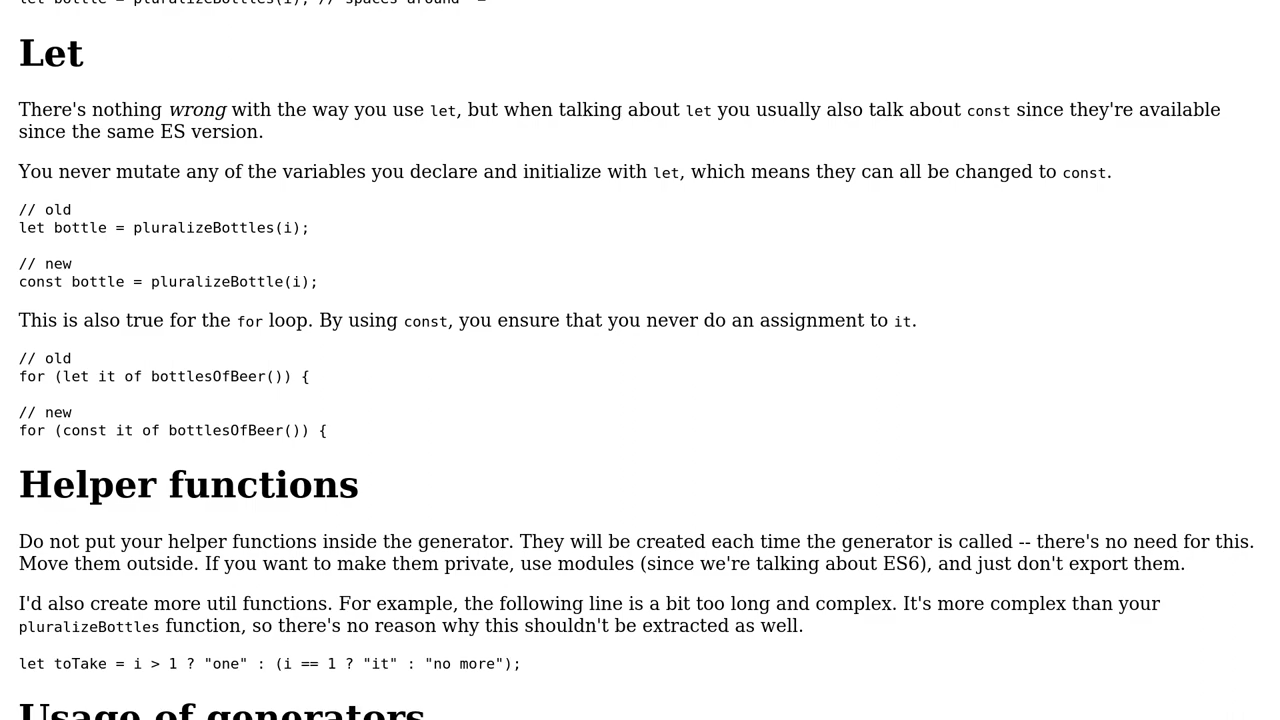 let bottle = pluralizeBottles(i); // spaces around `=`
Let
There's nothing wrong with the way you use let, but when talking about let you usually also talk about const since they're available
since the same ES version.
You never mutate any of the variables you declare and initialize with let, which means they can all be changed to const.
// old
let bottle = pluralizeBottles(i);
// new
const bottle = pluralizeBottle(i);
This is also true for the for loop. By using const, you ensure that you never do an assignment to it.
// old
for (let it of bottlesOfBeer()) {
// new
for (const it of bottlesOfBeer()) {
Helper functions
Do not put your helper functions inside the generator. They will be created each time the generator is called -- there's no need for this.
Move them outside. If you want to make them private, use modules (since we're talking about ES6), and just don't export them.
I'd also create more util functions. For example, the following line is a bit too long and complex. It's more complex than your
pluralizeBottles function, so there's no reason why this shouldn't be extracted as well.
let toTake = i > 1 ? "one" : (i == 1 ? "it" : "no more");
Usage of generators